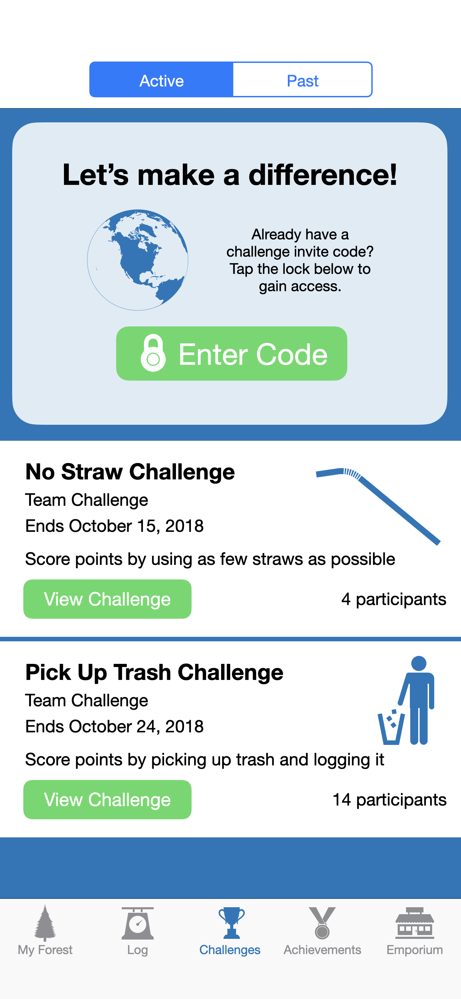 Active Past
Let’s make a difference!
Already have a
challenge invite code?
Tap the lock below to
gain access.
Enter Code
No Straw Challenge
Team Challenge
Ends October 15, 2018
Score points by using as few straws as possible
View Challenge 4 participants
Pick Up Trash Challenge
Team Challenge
Ends October 24, 2018
Score points by picking up trash and logging it
View Challenge 14 participants
My Forest Log Challenges Achievements Emporium